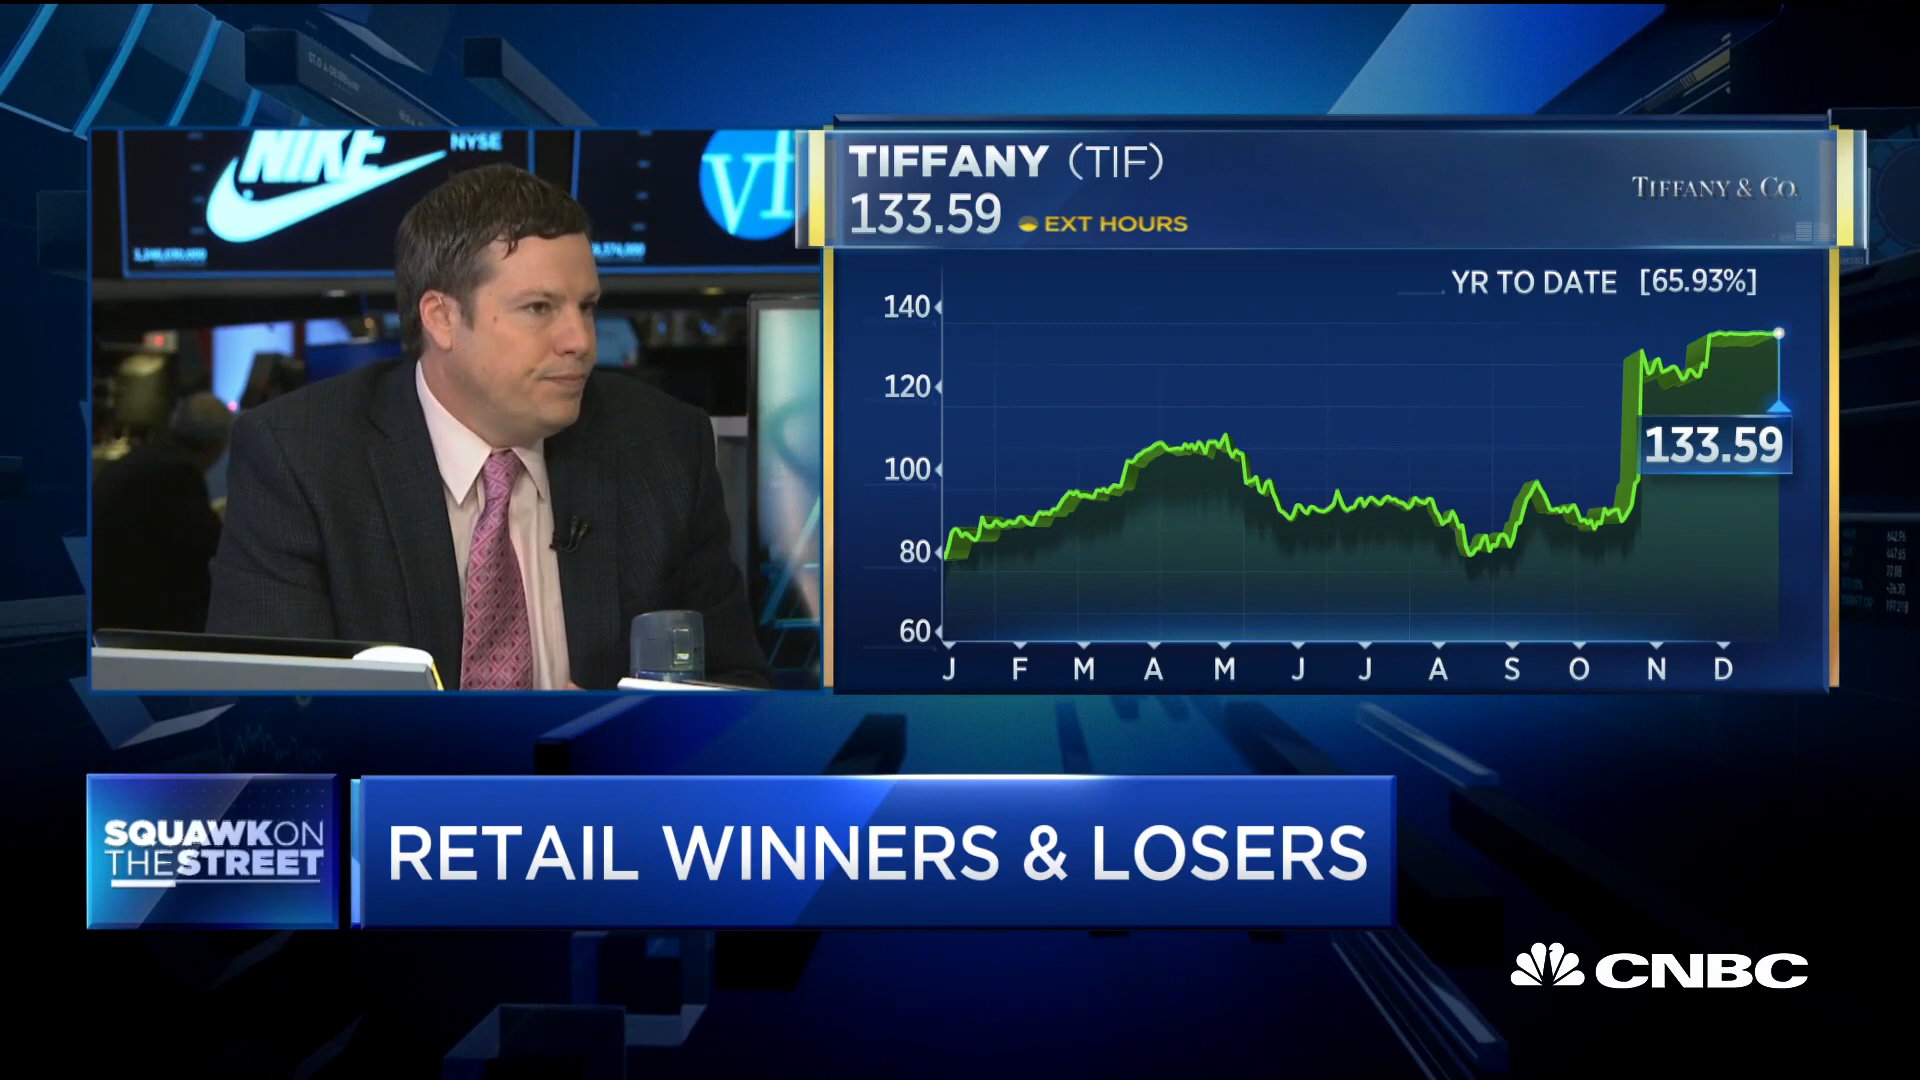 NIKE
NYSE
vf
TIFFANY (TIF)
133.59 EXT HOURS
TIFFANY & CO.
YR TO DATE [65.93%]
140
120
100
80
60
133.59
J F M A M J J A S O N D
SQUAWK ON
THE STREET
RETAIL WINNERS & LOSERS
CNBC